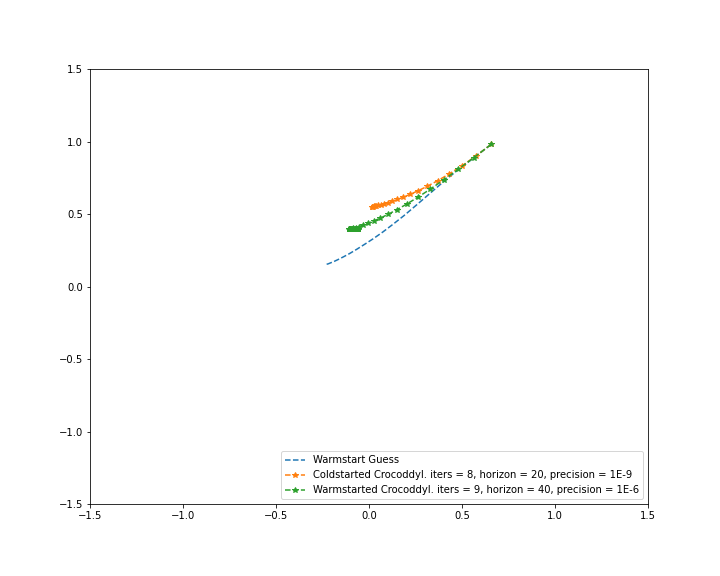 1.5
1.0
0.5
0.0
−0.5
−1.0
−1.5
Warmstart Guess
Coldstarted Crocoddyl. iters = 8, horizon = 20, precision = 1E-9
Warmstarted Crocoddyl. iters = 9, horizon = 40, precision = 1E-6
−1.5 −1.0 −0.5 0.0 0.5 1.0 1.5